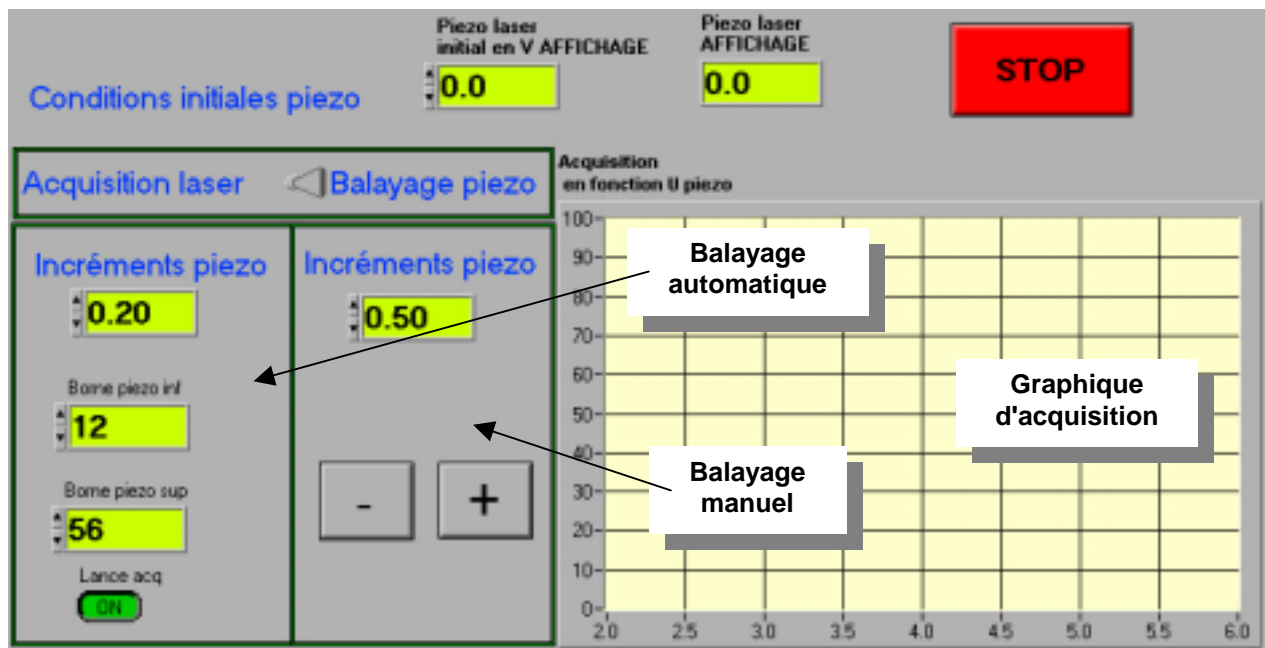 Piezo laser
initial en V AFFICHAGE
0.0
Piezo laser
AFFICHAGE
0.0
STOP
Conditions initiales piezo
Acquisition laser
Balayage piezo
Incréments piezo
0.20
Borne piezo inf
12
Borne piezo sup
56
Lance acq
ON
Incréments piezo
0.50
-
+
Acquisition
en fonction U piezo
100
90
80
70
60
50
40
30
20
10
0
2.0 2.5 3.0 3.5 4.0 4.5 5.0 5.5 6.0
Balayage
automatique
Graphique
d'acquisition
Balayage
manuel